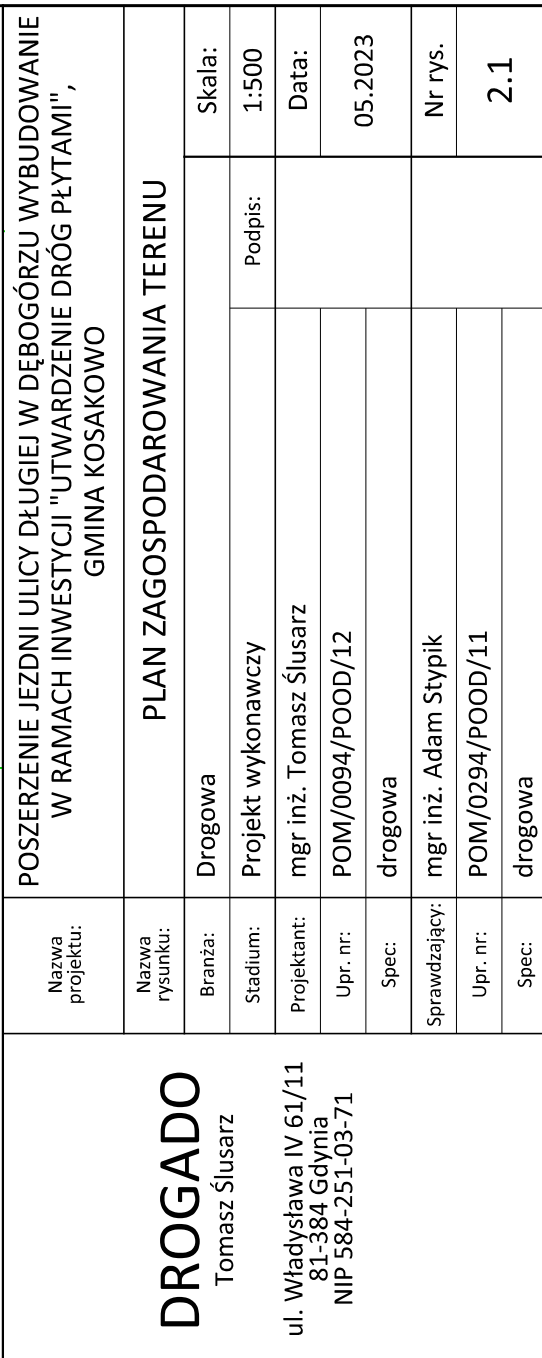 DROGADO
Tomasz Ślusarz
ul. Władysława IV 61/11
81-384 Gdynia
NIP 584-251-03-71
Nazwa
projektu:
POSZERZENIE JEZDNI ULICY DŁUGIEJ W DĘBOGÓRZU WYBUDOWANIE
W RAMACH INWESTYCJI "UTWARDZENIE DRÓG PŁYTAMI",
GMINA KOSAKOWO
Nazwa
rysunku:
PLAN ZAGOSPODAROWANIA TERENU
Branża:
Drogowa
Skala:
Stadium:
Projekt wykonawczy
Podpis:
1:500
Projektant:
mgr inż. Tomasz Ślusarz
Data:
Upr. nr:
POM/0094/POOD/12
05.2023
Spec:
drogowa
Sprawdzający:
mgr inż. Adam Stypik
Nr rys.
Upr. nr:
POM/0294/POOD/11
2.1
Spec:
drogowa